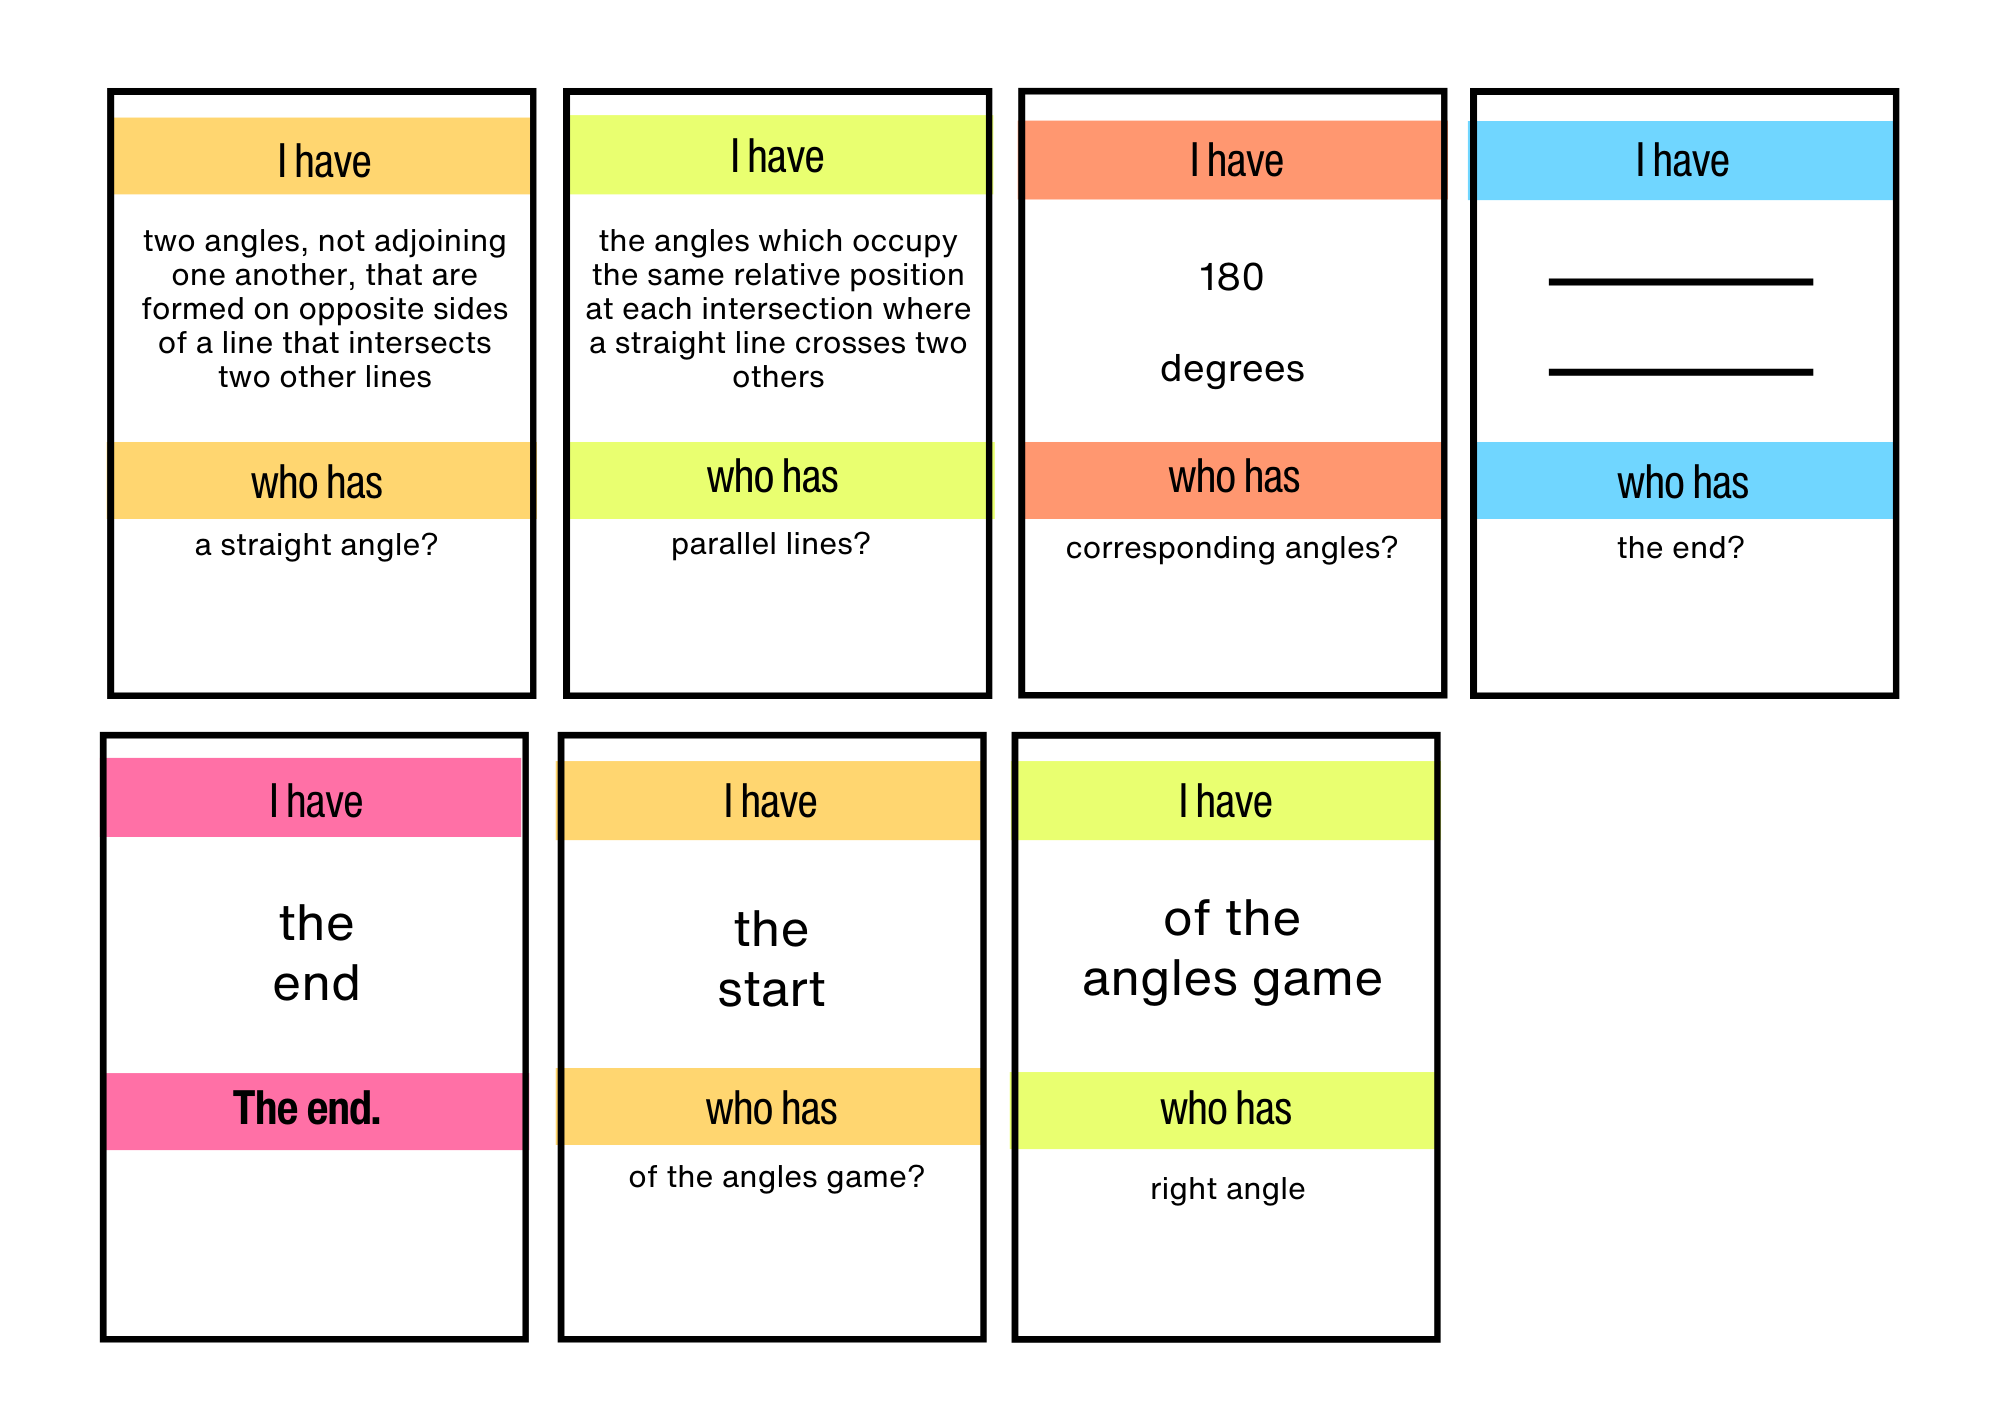 I have
two angles, not adjoining
one another, that are
formed on opposite sides
of a line that intersects
two other lines
who has
a straight angle?
I have
the angles which occupy
the same relative position
at each intersection where
a straight line crosses two
others
who has
parallel lines?
I have
180
degrees
who has
corresponding angles?
I have
who has
the end?
I have
the
end
The end.
I have
the
start
who has
of the angles game?
I have
of the
angles game
who has
right angle